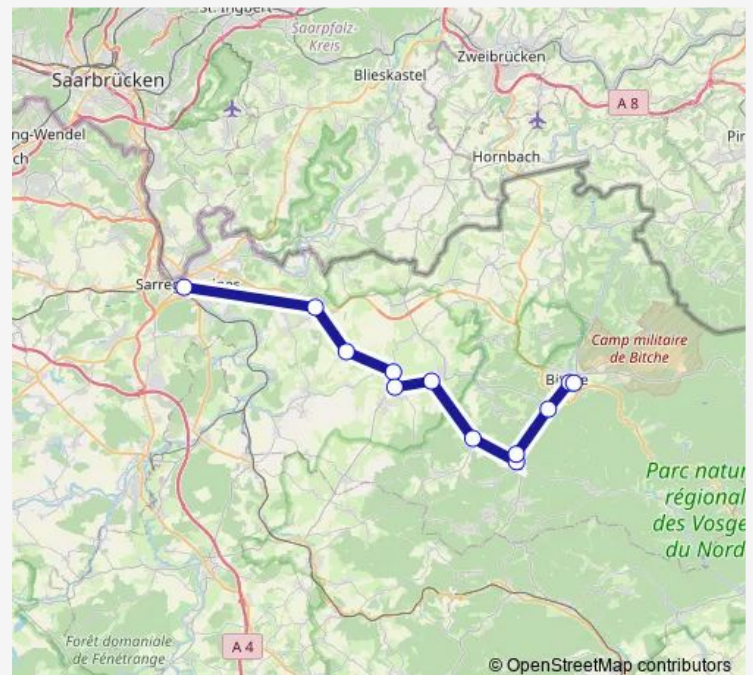 St. Ingbert
Saarpfalz-
Kreis
Zweibrücken
Saarbrücken
Blieskastel
A 8
ng-Wendel
ch
Hornbach
Camp militaire
de Bitche
Parc natur
régional
des Vosge
du Nord
A 4
Forêt domaniale
de Fénétrange
© OpenStreetMap contributors